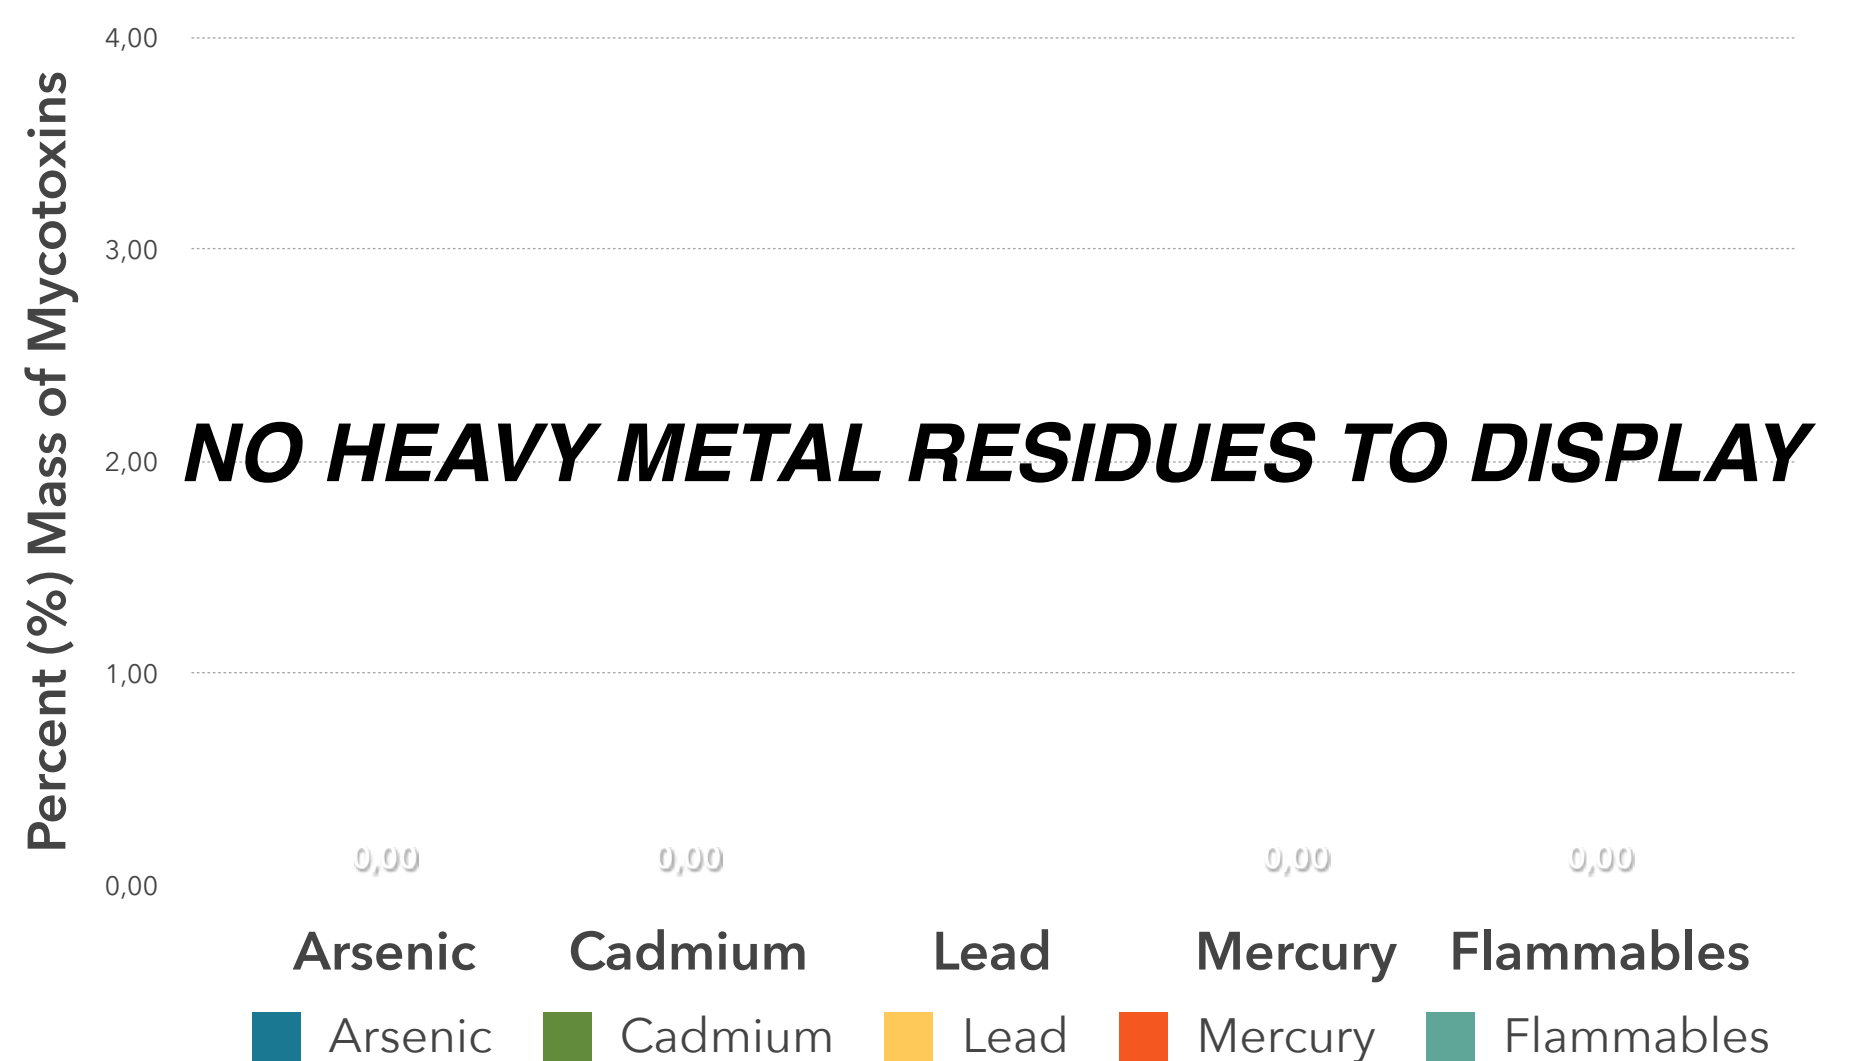 Percent (%) Mass of Mycotoxins
4,00
3,00
2,00
1,00
0,00
NO HEAVY METAL RESIDUES TO DISPLAY
0,00 0,00 0,00 0,00
Arsenic Cadmium Lead Mercury Flammables
Arsenic Cadmium Lead Mercury Flammables